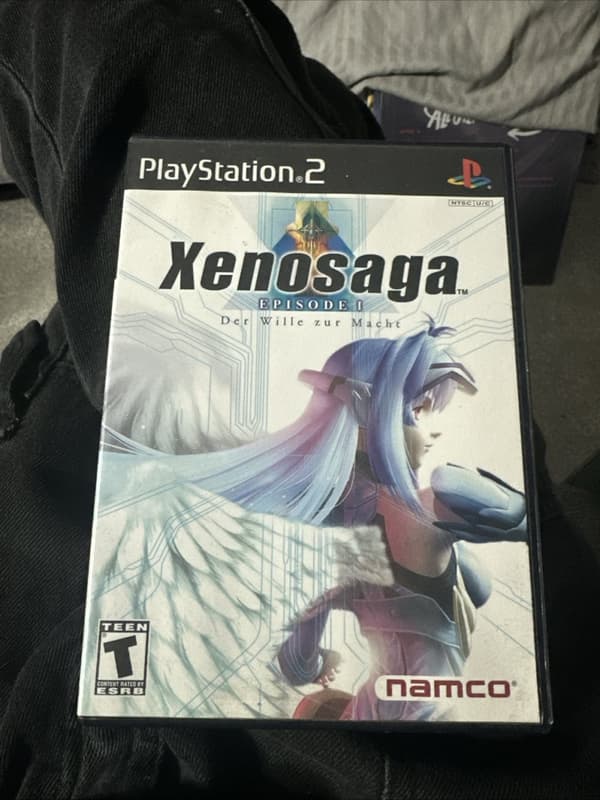 PlayStation®2
NTSC U/C
Xenosaga™
EPISODE I
Der Wille zur Macht
TEEN
T
CONTENT RATED BY
ESRB
namco®